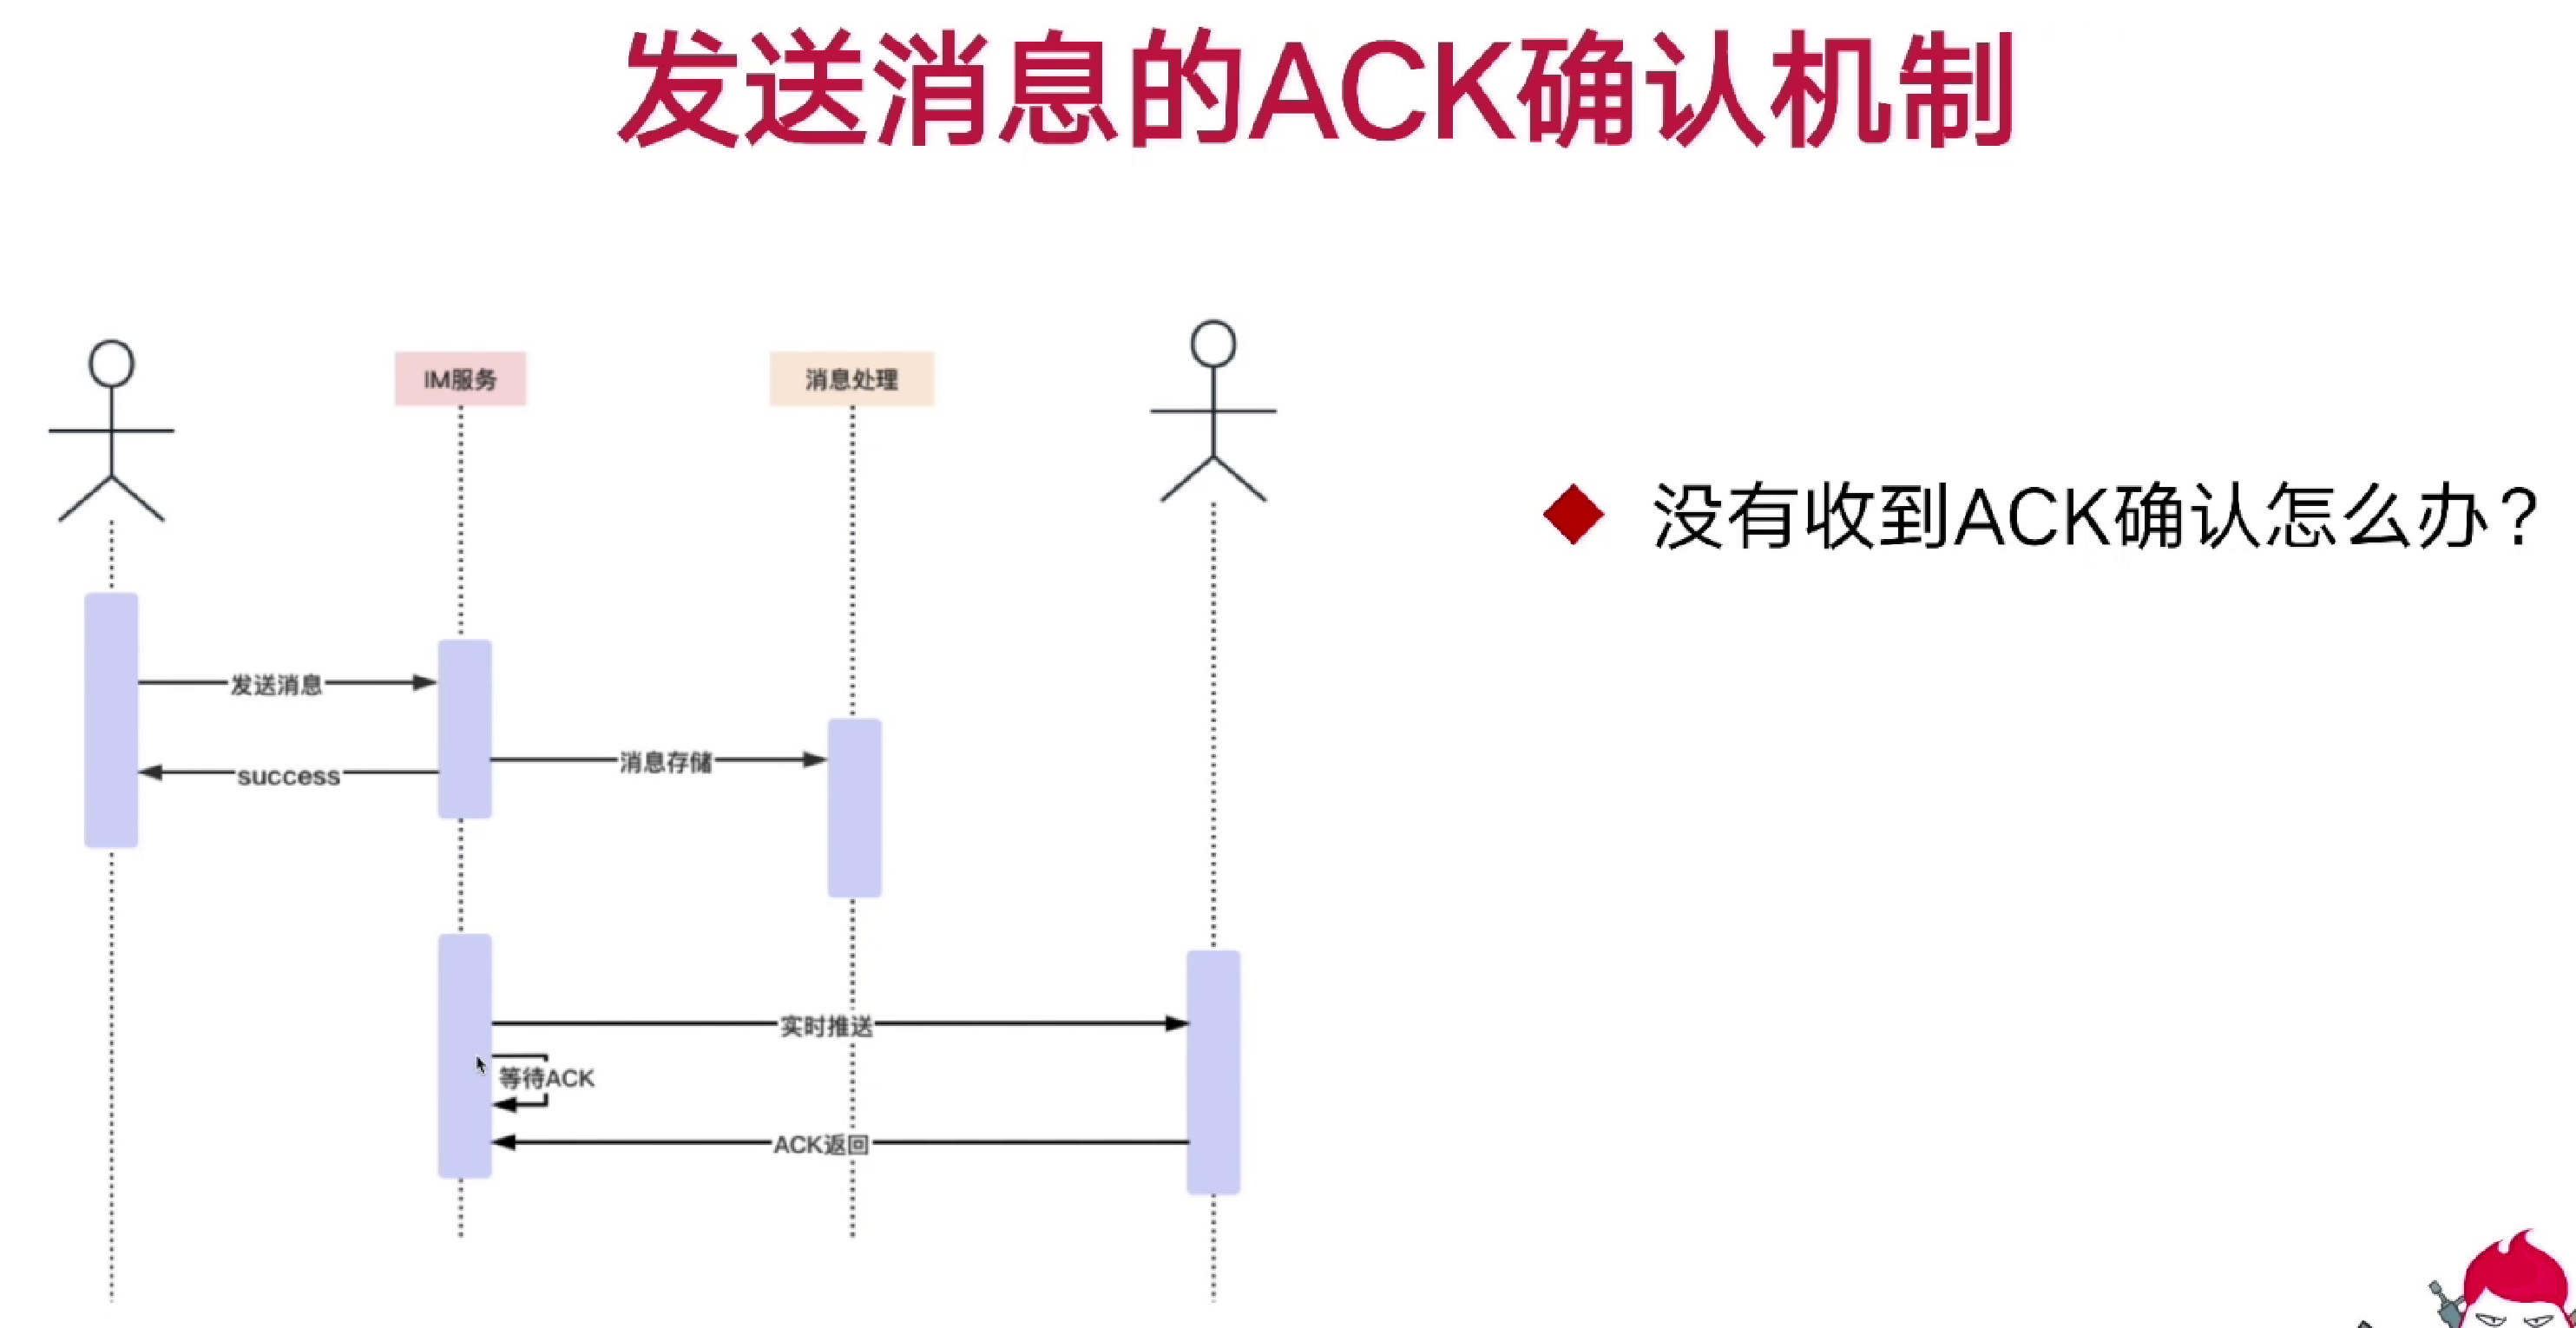 发送消息的ACK确认机制
IM服务
消息处理
没有收到ACK确认怎么办？
发送消息
消息存储
success
实时推送
等待ACK
ACK返回